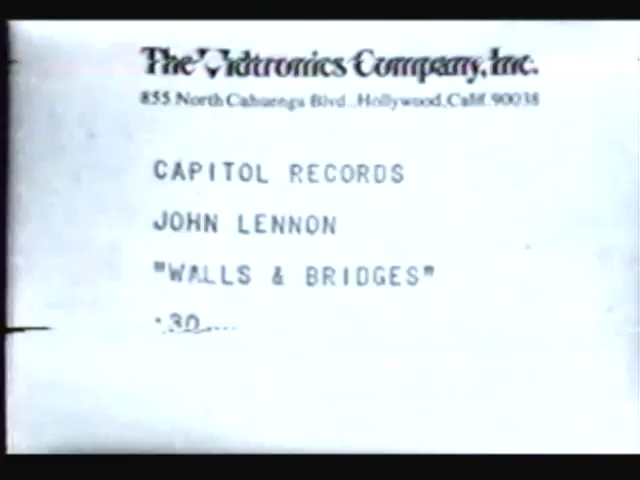 The Vidtronics Company, Inc.
855 North Cahuenga Blvd., Hollywood, Calif. 90038
CAPITOL RECORDS
JOHN LENNON
"WALLS & BRIDGES"
:30